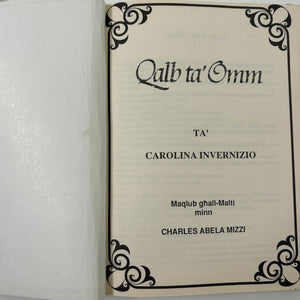 Qalb ta' Omm
TA'
CAROLINA INVERNIZIO
Maqlub għall-Malti
minn
CHARLES ABELA MIZZI